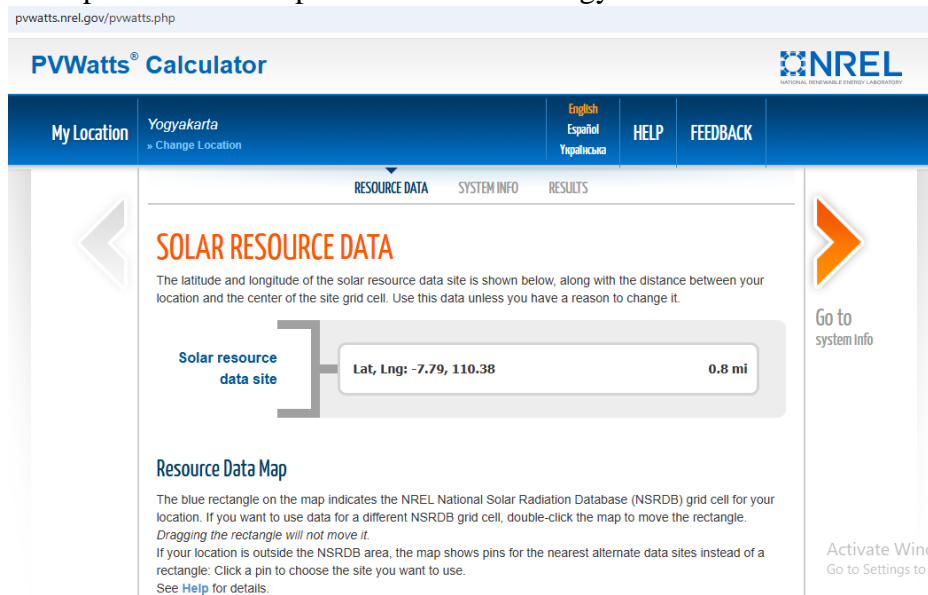 pvwatts.nrel.gov/pvwatts.php
PVWatts® Calculator
NREL
NATIONAL RENEWABLE ENERGY LABORATORY
My Location
Yogyakarta
» Change Location
English
Español
Українська
HELP
FEEDBACK
RESOURCE DATA
SYSTEM INFO
RESULTS
SOLAR RESOURCE DATA
The latitude and longitude of the solar resource data site is shown below, along with the distance between your
location and the center of the site grid cell. Use this data unless you have a reason to change it.
Go to
system info
Solar resource
data site
Lat, Lng: -7.79, 110.38
0.8 mi
Resource Data Map
The blue rectangle on the map indicates the NREL National Solar Radiation Database (NSRDB) grid cell for your
location. If you want to use data for a different NSRDB grid cell, double-click the map to move the rectangle.
Dragging the rectangle will not move it.
If your location is outside the NSRDB area, the map shows pins for the nearest alternate data sites instead of a
rectangle: Click a pin to choose the site you want to use.
See Help for details.
Activate Win
Go to Settings to